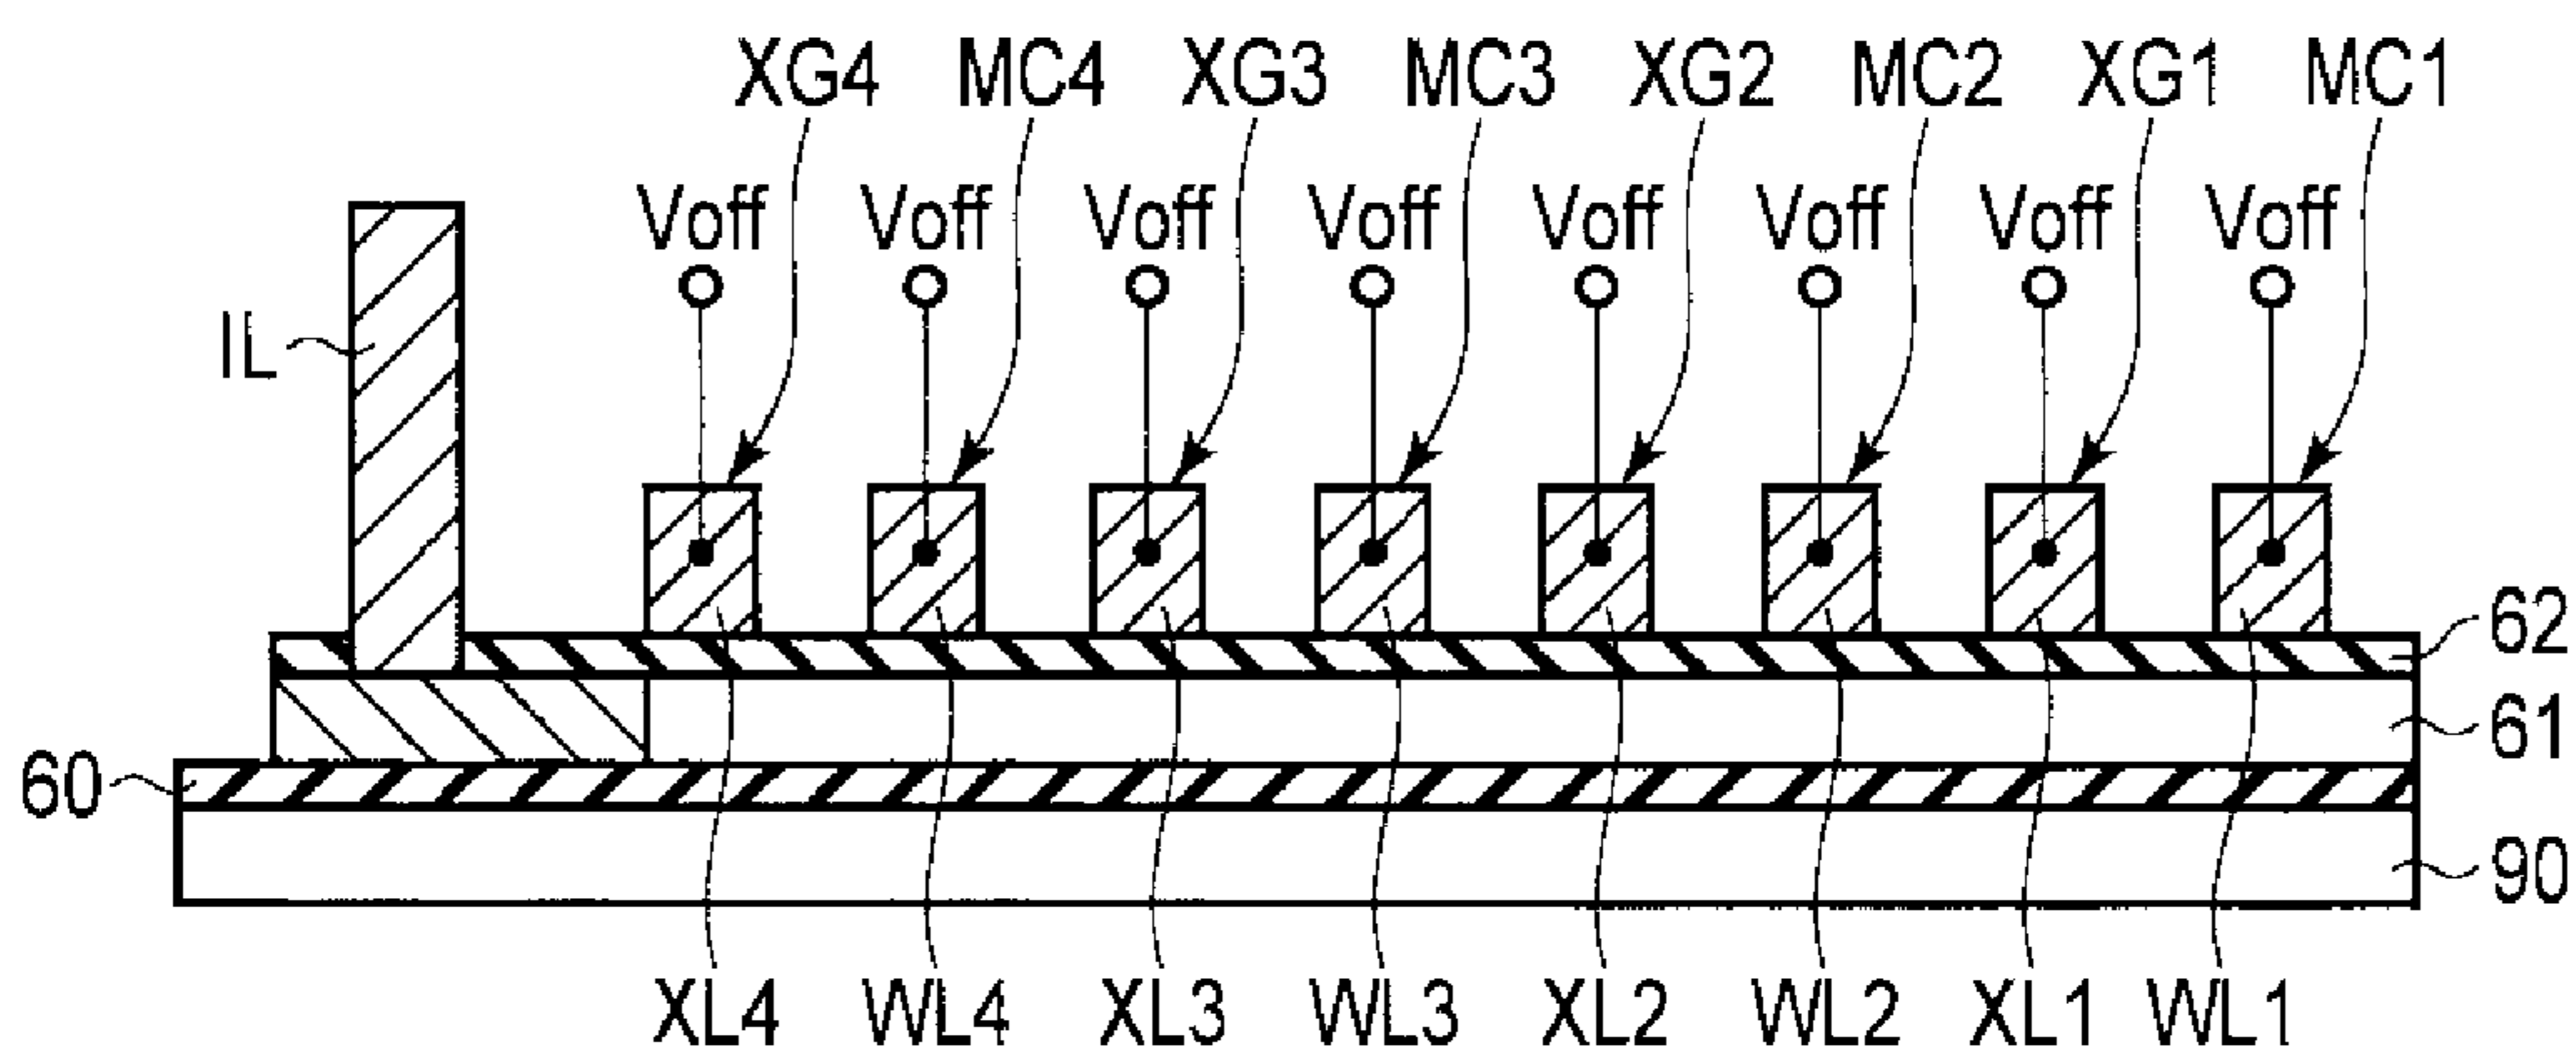 XG4 MC4 XG3 MC3 XG2 MC2 XG1 MC1
Voff Voff Voff Voff Voff Voff Voff Voff
IL
62
61
60
90
XL4 WL4 XL3 WL3 XL2 WL2 XL1 WL1